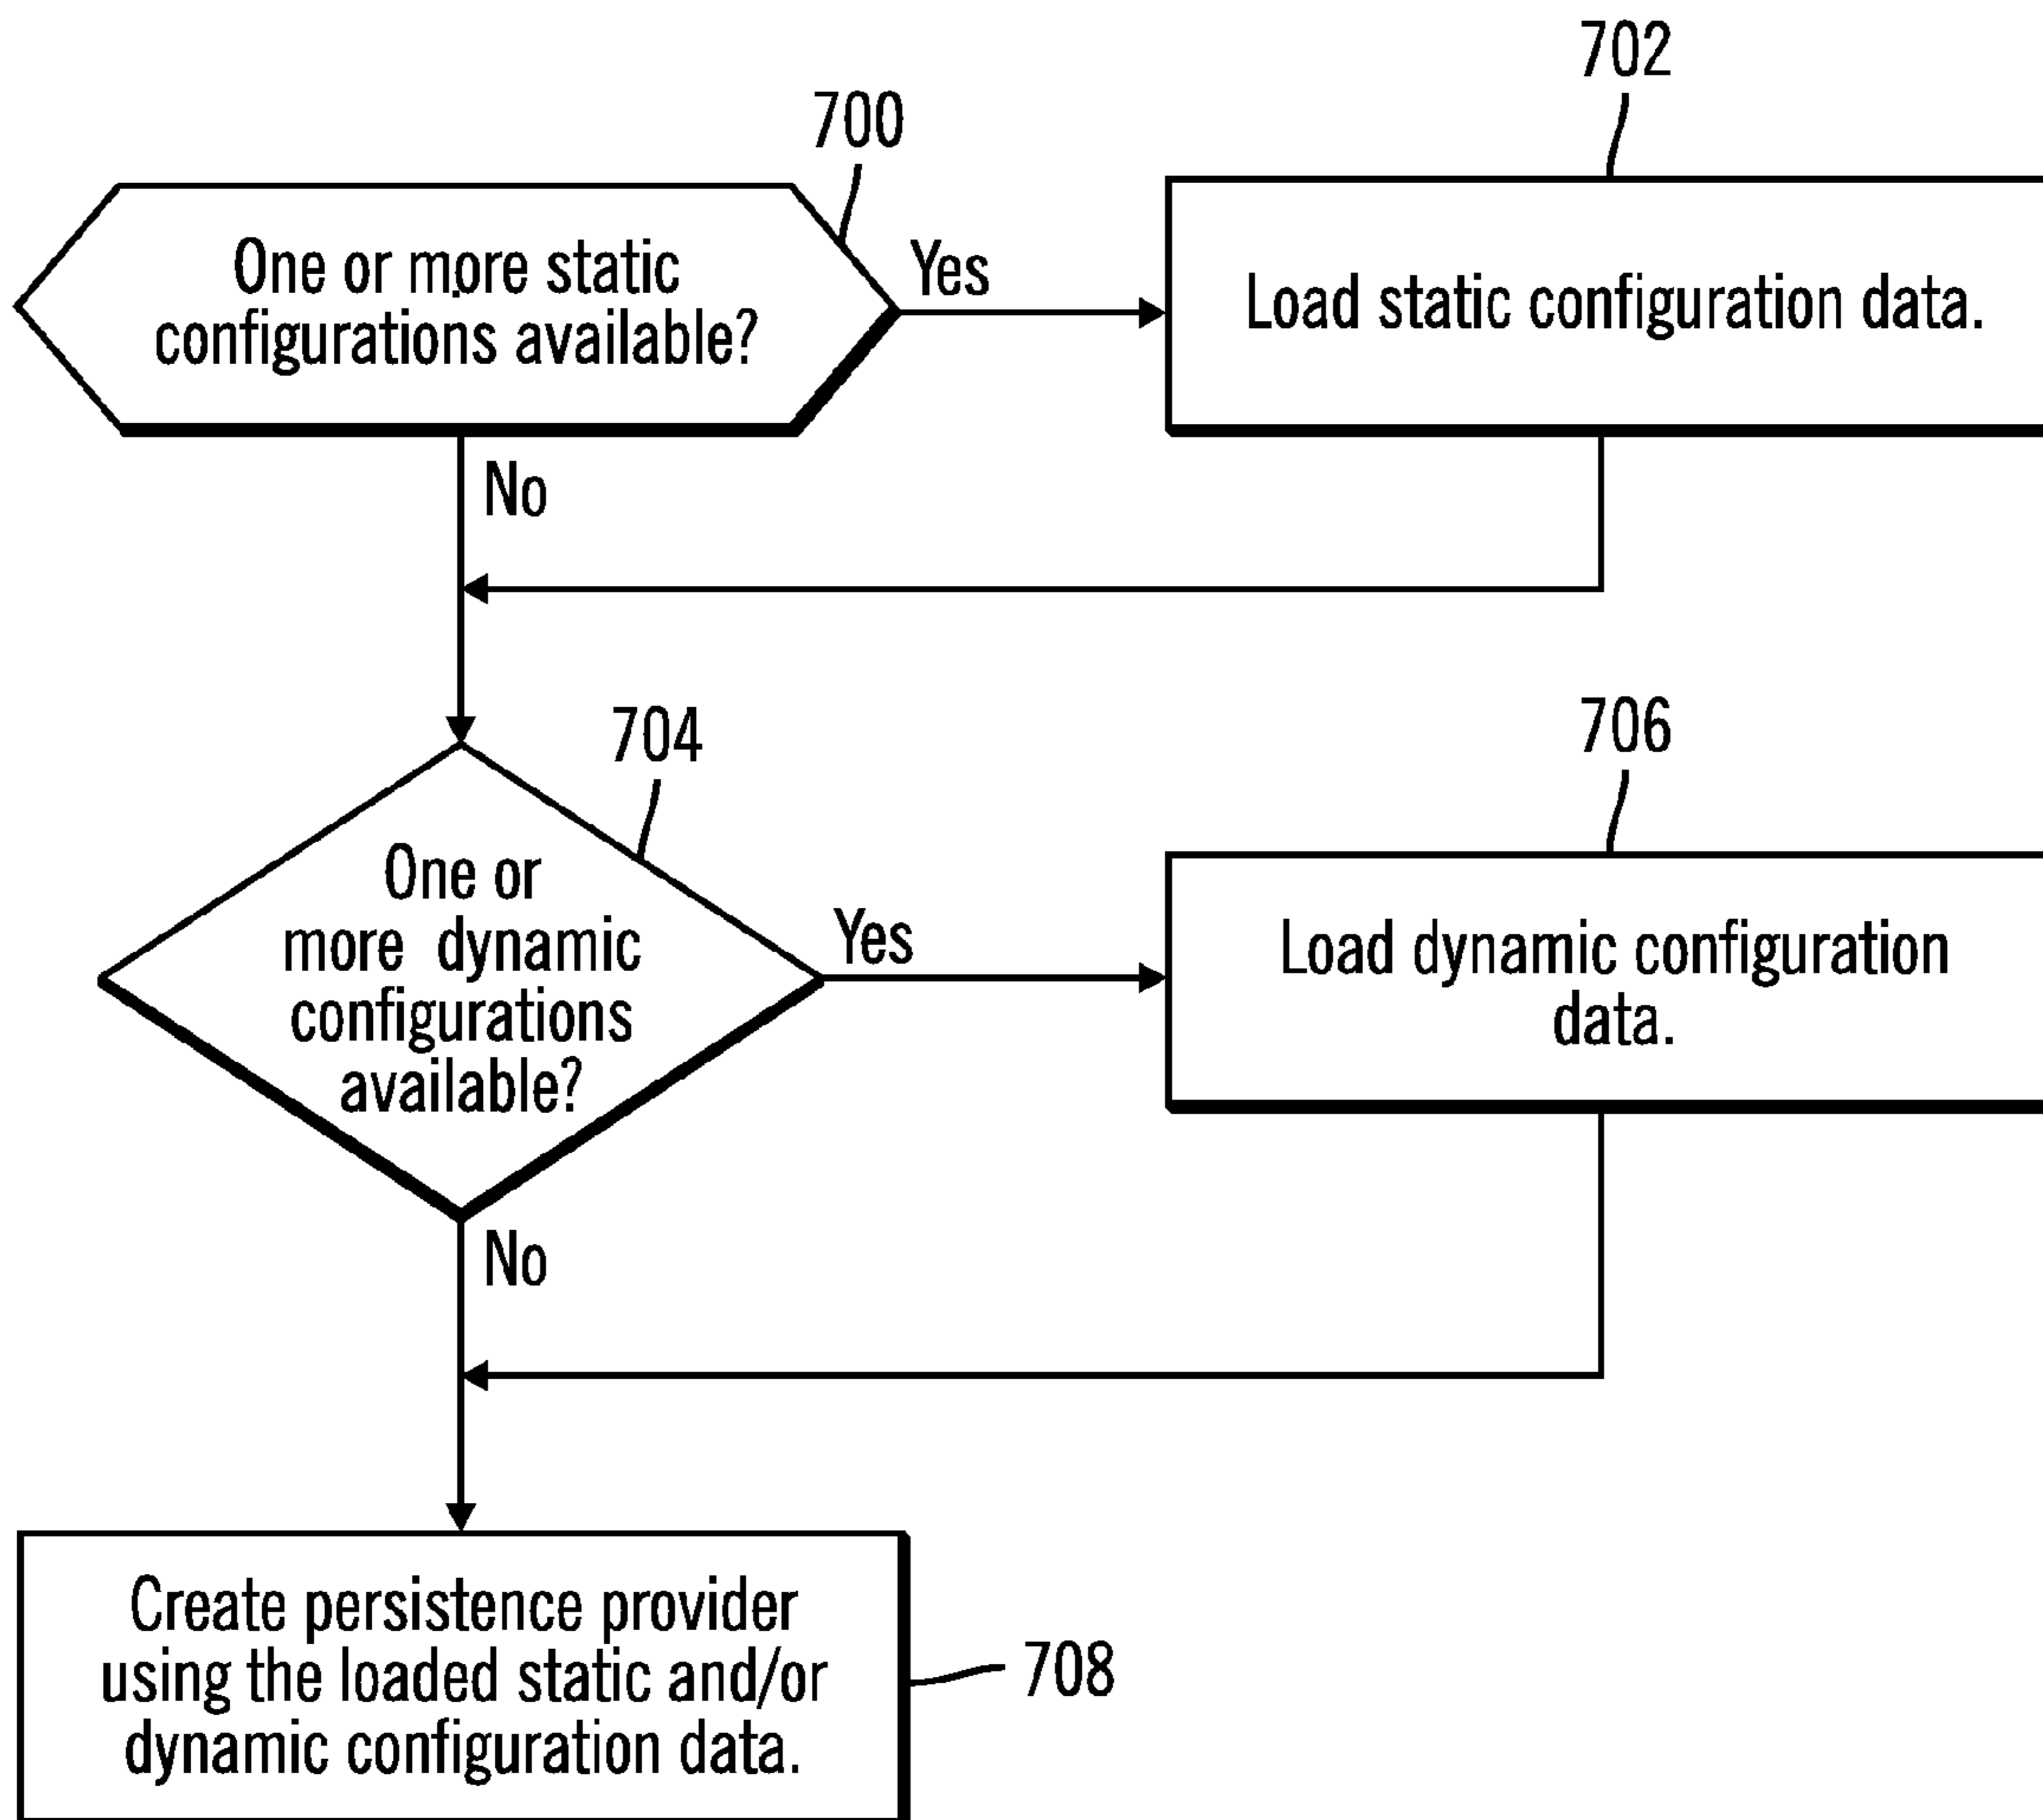 702
700
One or more static
configurations available?
Yes
Load static configuration data.
No
704
706
One or
more dynamic
configurations
available?
Yes
Load dynamic configuration
data.
No
Create persistence provider
using the loaded static and/or
dynamic configuration data.
708